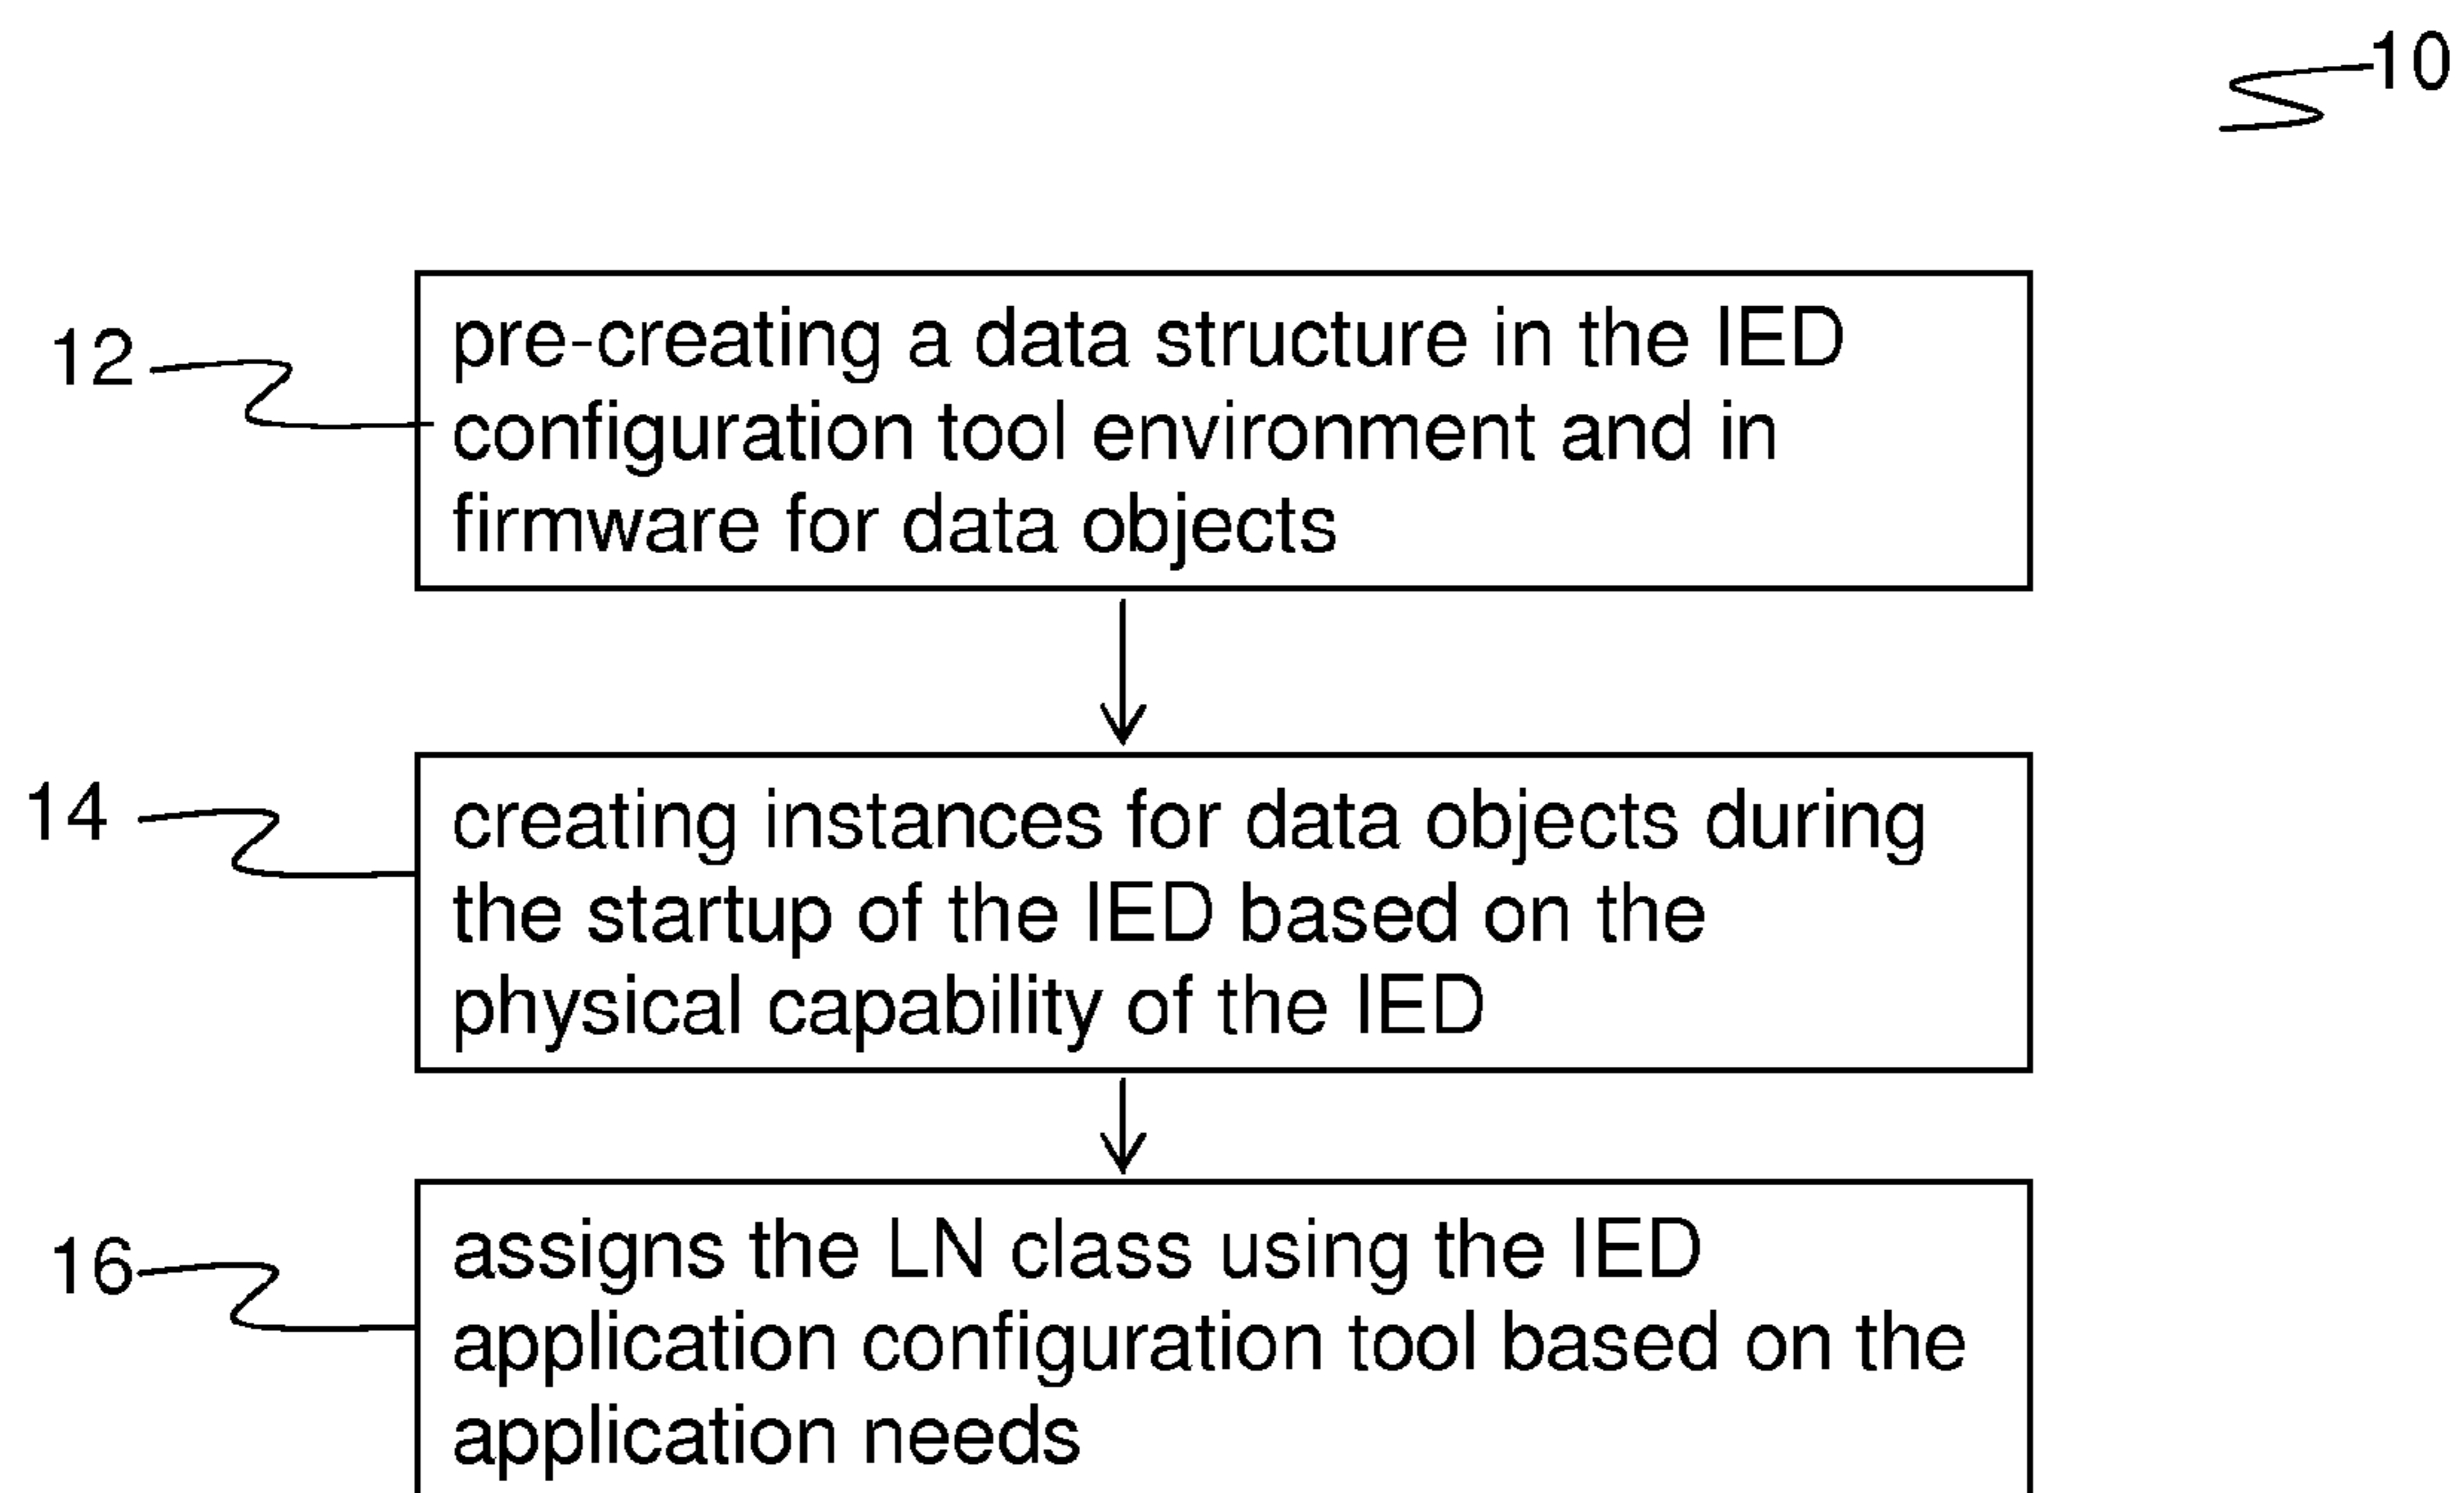 10
12
pre-creating a data structure in the IED
configuration tool environment and in
firmware for data objects
14
creating instances for data objects during
the startup of the IED based on the
physical capability of the IED
16
assigns the LN class using the IED
application configuration tool based on the
application needs